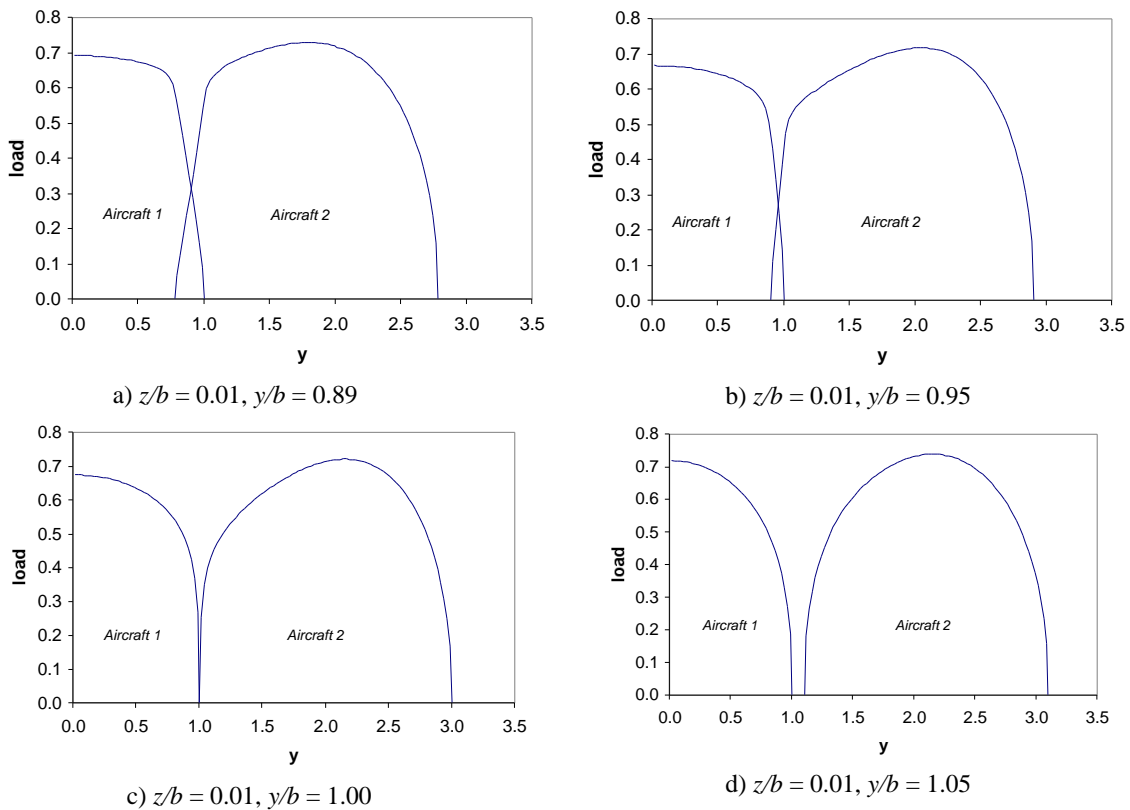 0.8
0.7
0.6
0.5
0.4
0.3
0.2
0.1
0.0
load
Aircraft 1
Aircraft 2
0.0 0.5 1.0 1.5 2.0 2.5 3.0 3.5
y
a) z/b = 0.01, y/b = 0.89
0.8
0.7
0.6
0.5
0.4
0.3
0.2
0.1
0.0
load
Aircraft 1
Aircraft 2
0.0 0.5 1.0 1.5 2.0 2.5 3.0 3.5
y
b) z/b = 0.01, y/b = 0.95
0.8
0.7
0.6
0.5
0.4
0.3
0.2
0.1
0.0
load
Aircraft 1
Aircraft 2
0.0 0.5 1.0 1.5 2.0 2.5 3.0 3.5
y
c) z/b = 0.01, y/b = 1.00
0.8
0.7
0.6
0.5
0.4
0.3
0.2
0.1
0.0
load
Aircraft 1
Aircraft 2
0.0 0.5 1.0 1.5 2.0 2.5 3.0 3.5
y
d) z/b = 0.01, y/b = 1.05